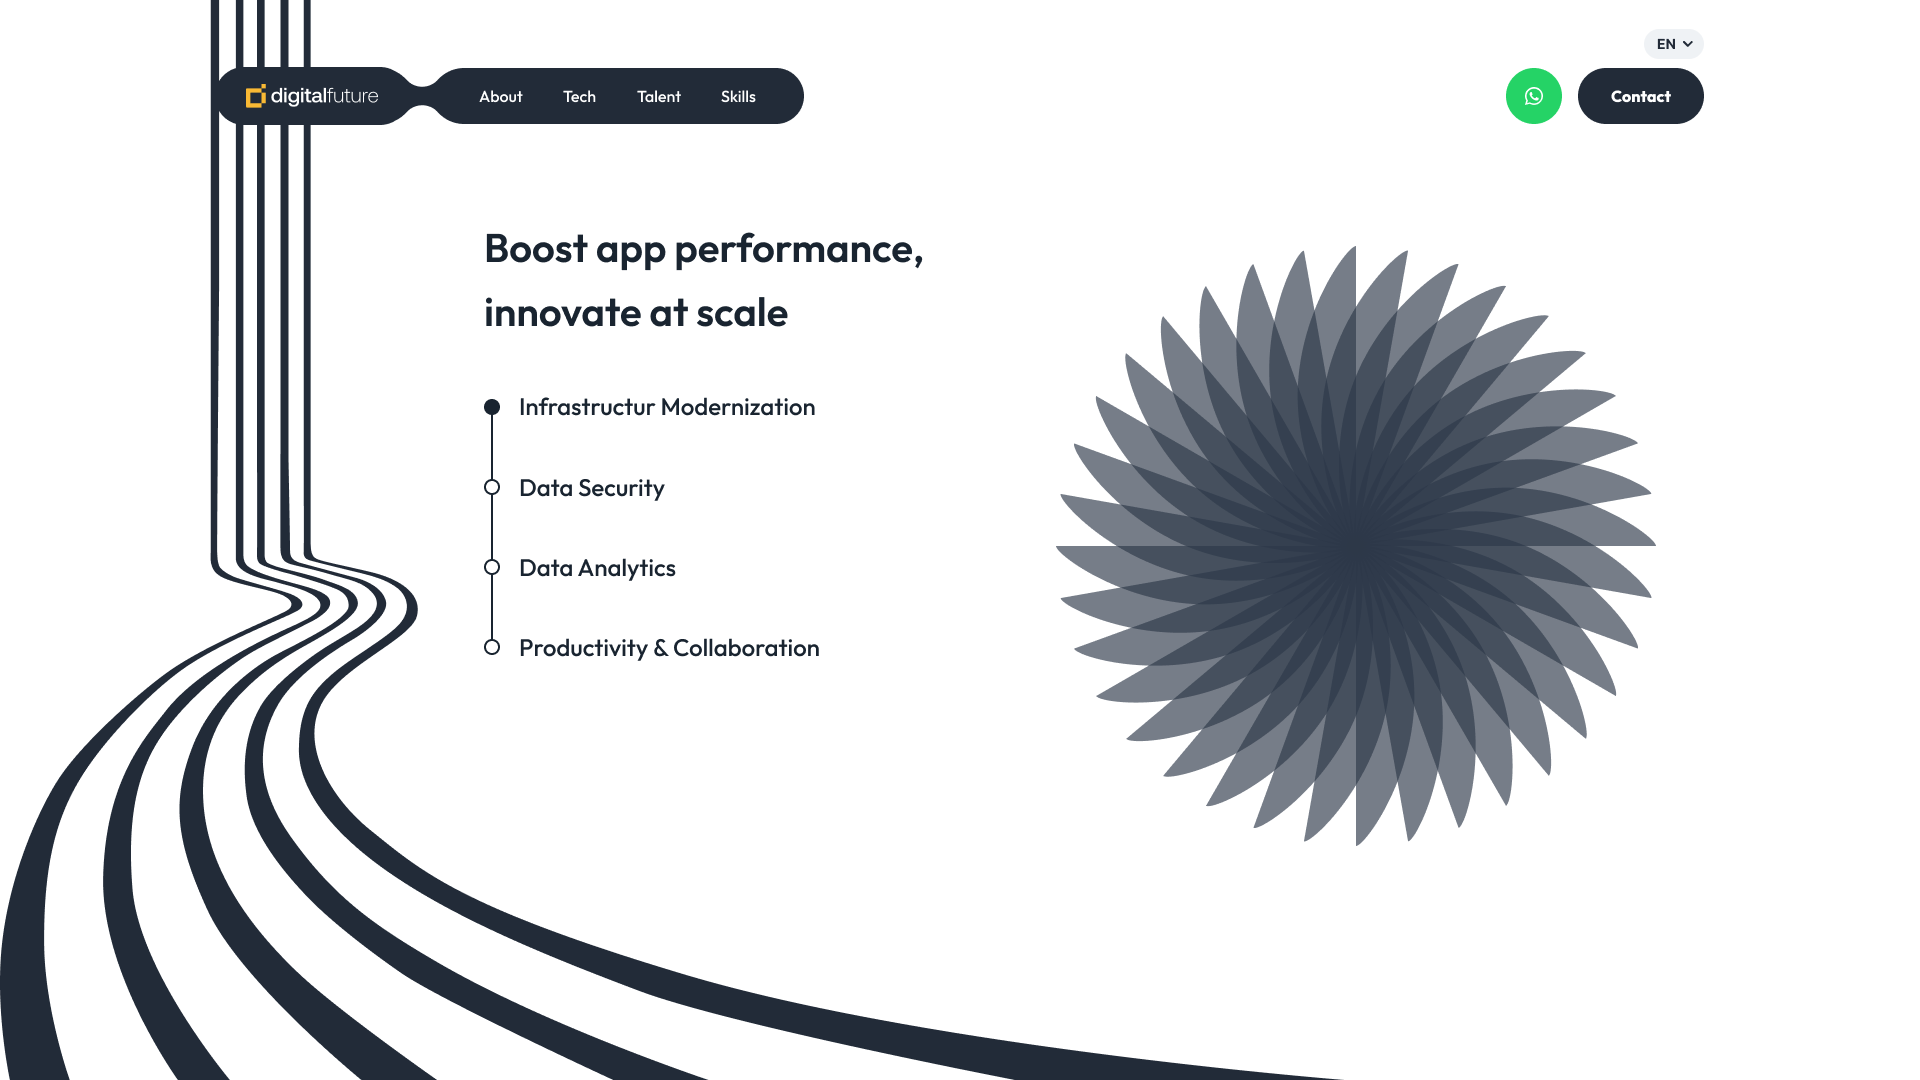 EN
digitalfuture
About
Tech
Talent
Skills
Contact
Boost app performance,
innovate at scale
Infrastructur Modernization
Data Security
Data Analytics
Productivity & Collaboration